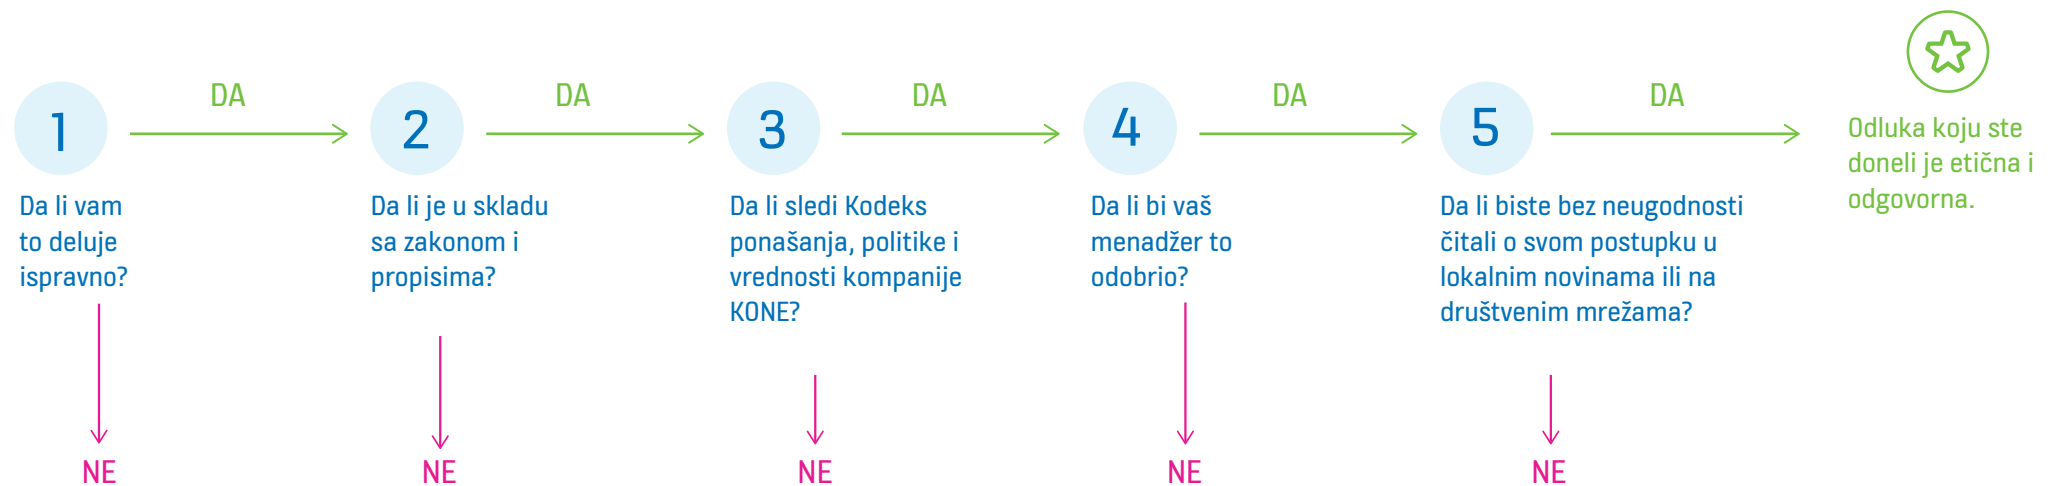 1
DA
2
DA
3
DA
4
DA
5
DA
Da li vam
to deluje
ispravno?
Da li je u skladu
sa zakonom i
propisima?
Da li sledi Kodeks
ponašanja, politike i
vrednosti kompanije
KONE?
Da li bi vaš
menadžer to
odobrio?
Da li biste bez neugodnosti
čitali o svom postupku u
lokalnim novinama ili na
društvenim mrežama?
Odluka koju ste
doneli je etična i
odgovorna.
NE
NE
NE
NE
NE